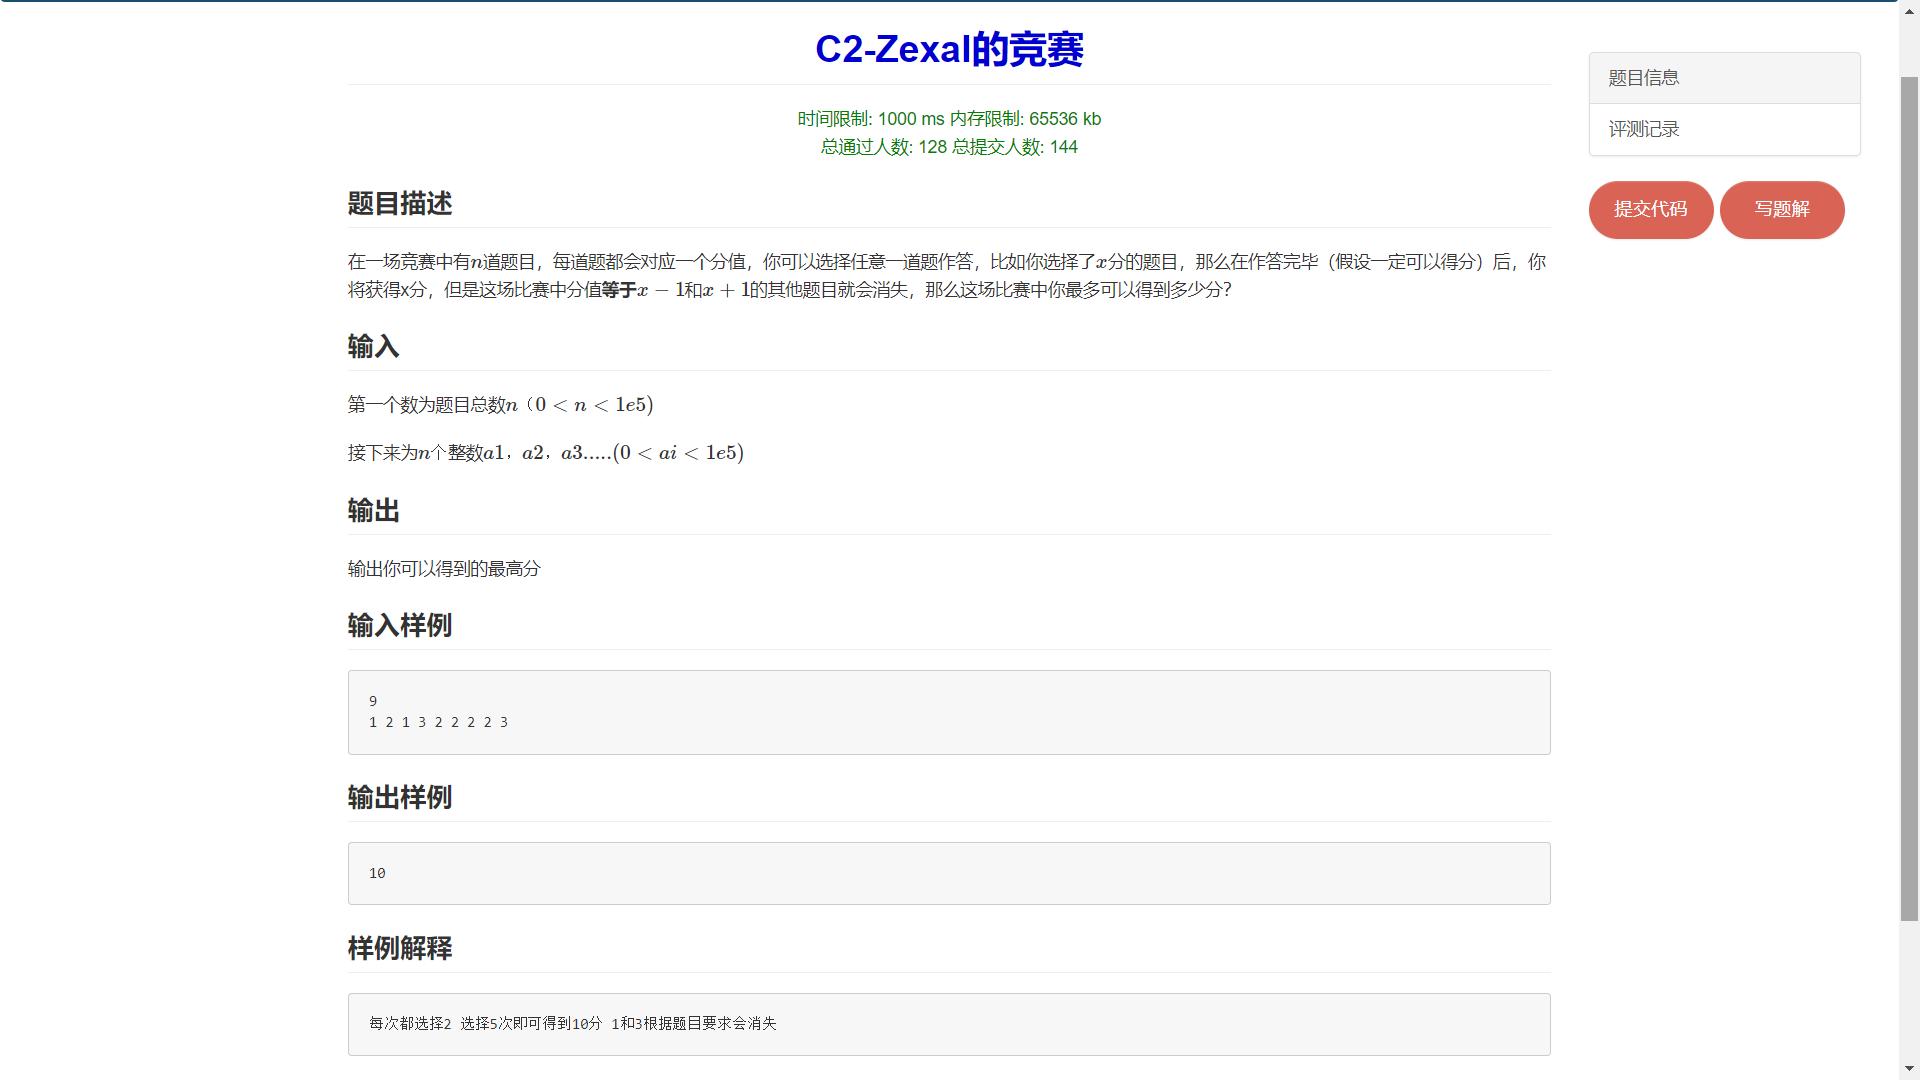 C2-Zexal的竞赛
时间限制: 1000 ms 内存限制: 65536 kb
总通过人数: 128 总提交人数: 144
题目信息
评测记录
提交代码 写题解
题目描述
在一场竞赛中有n道题目，每道题都会对应一个分值，你可以选择任意一道题作答，比如你选择了x分的题目，那么在作答完毕（假设一定可以得分）后，你
将获得x分，但是这场比赛中分值等于x − 1和x + 1的其他题目就会消失，那么这场比赛中你最多可以得到多少分？
输入
第一个数为题目总数n（0 < n < 1e5)
接下来为n个整数a1，a2，a3.....(0 < ai < 1e5)
输出
输出你可以得到的最高分
输入样例
9
1 2 1 3 2 2 2 2 3
输出样例
10
样例解释
每次都选择2 选择5次即可得到10分 1和3根据题目要求会消失